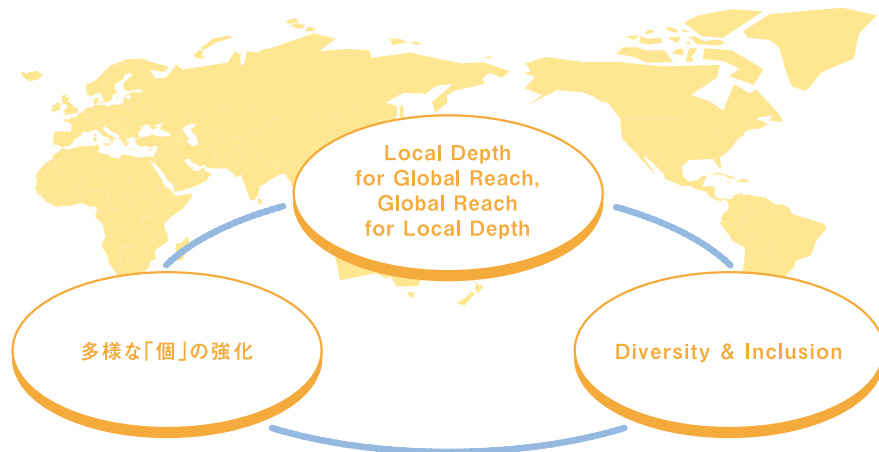 Local Depth
for Global Reach,
Global Reach
for Local Depth
多様な「個」の強化
Diversity & Inclusion